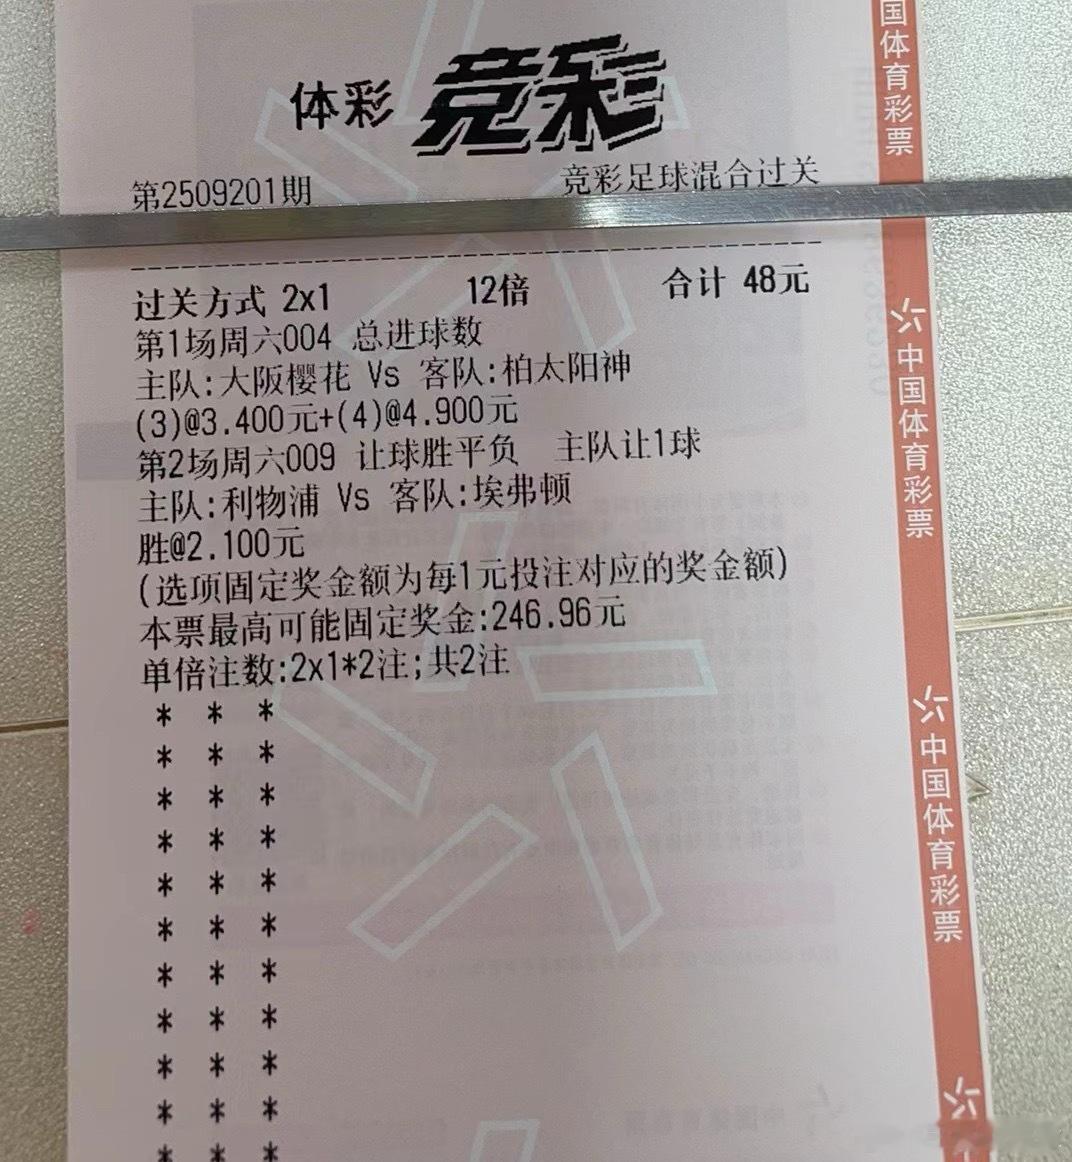 体彩 竞彩
第2509201期 竞彩足球混合过关
过关方式 2x1 12倍 合计 48元
第1场周六004 总进球数
主队:大阪樱花 Vs 客队:柏太阳神
(3)@3.400元+(4)@4.900元
第2场周六009 让球胜平负 主队让1球
主队:利物浦 Vs 客队:埃弗顿
胜@2.100元
(选项固定奖金额为每1元投注对应的奖金额)
本票最高可能固定奖金:246.96元
单倍注数:2x1*2注;共2注
* * *
* * *
* * *
* * *
* * *
* * *
* * *
* * *
* * *
* * *
* * *
国体育彩票
中国体育彩票
中国体育彩票